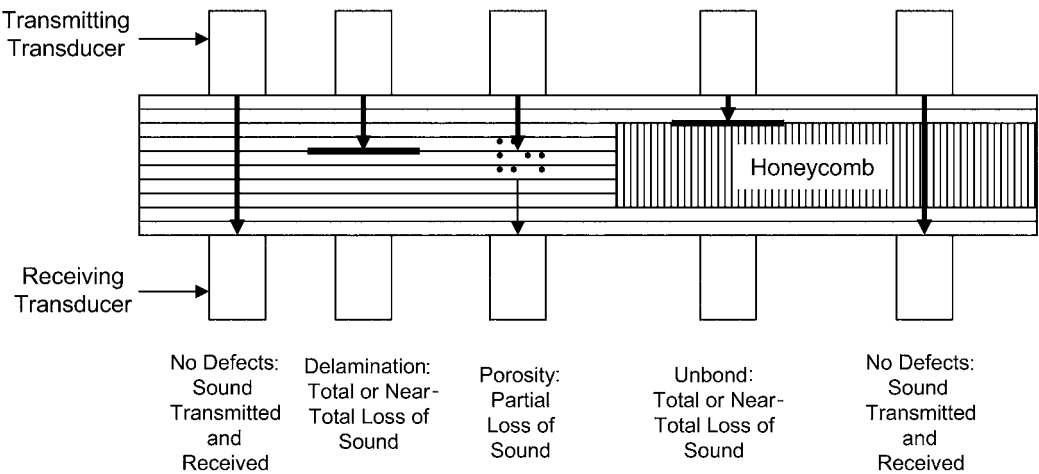 Transmitting
Transducer
Honeycomb
Receiving
Transducer
No Defects:
Sound
Transmitted
and
Received
Delamination:
Total or Near-
Total Loss of
Sound
Porosity:
Partial
Loss of
Sound
Unbond:
Total or Near-
Total Loss of
Sound
No Defects:
Sound
Transmitted
and
Received